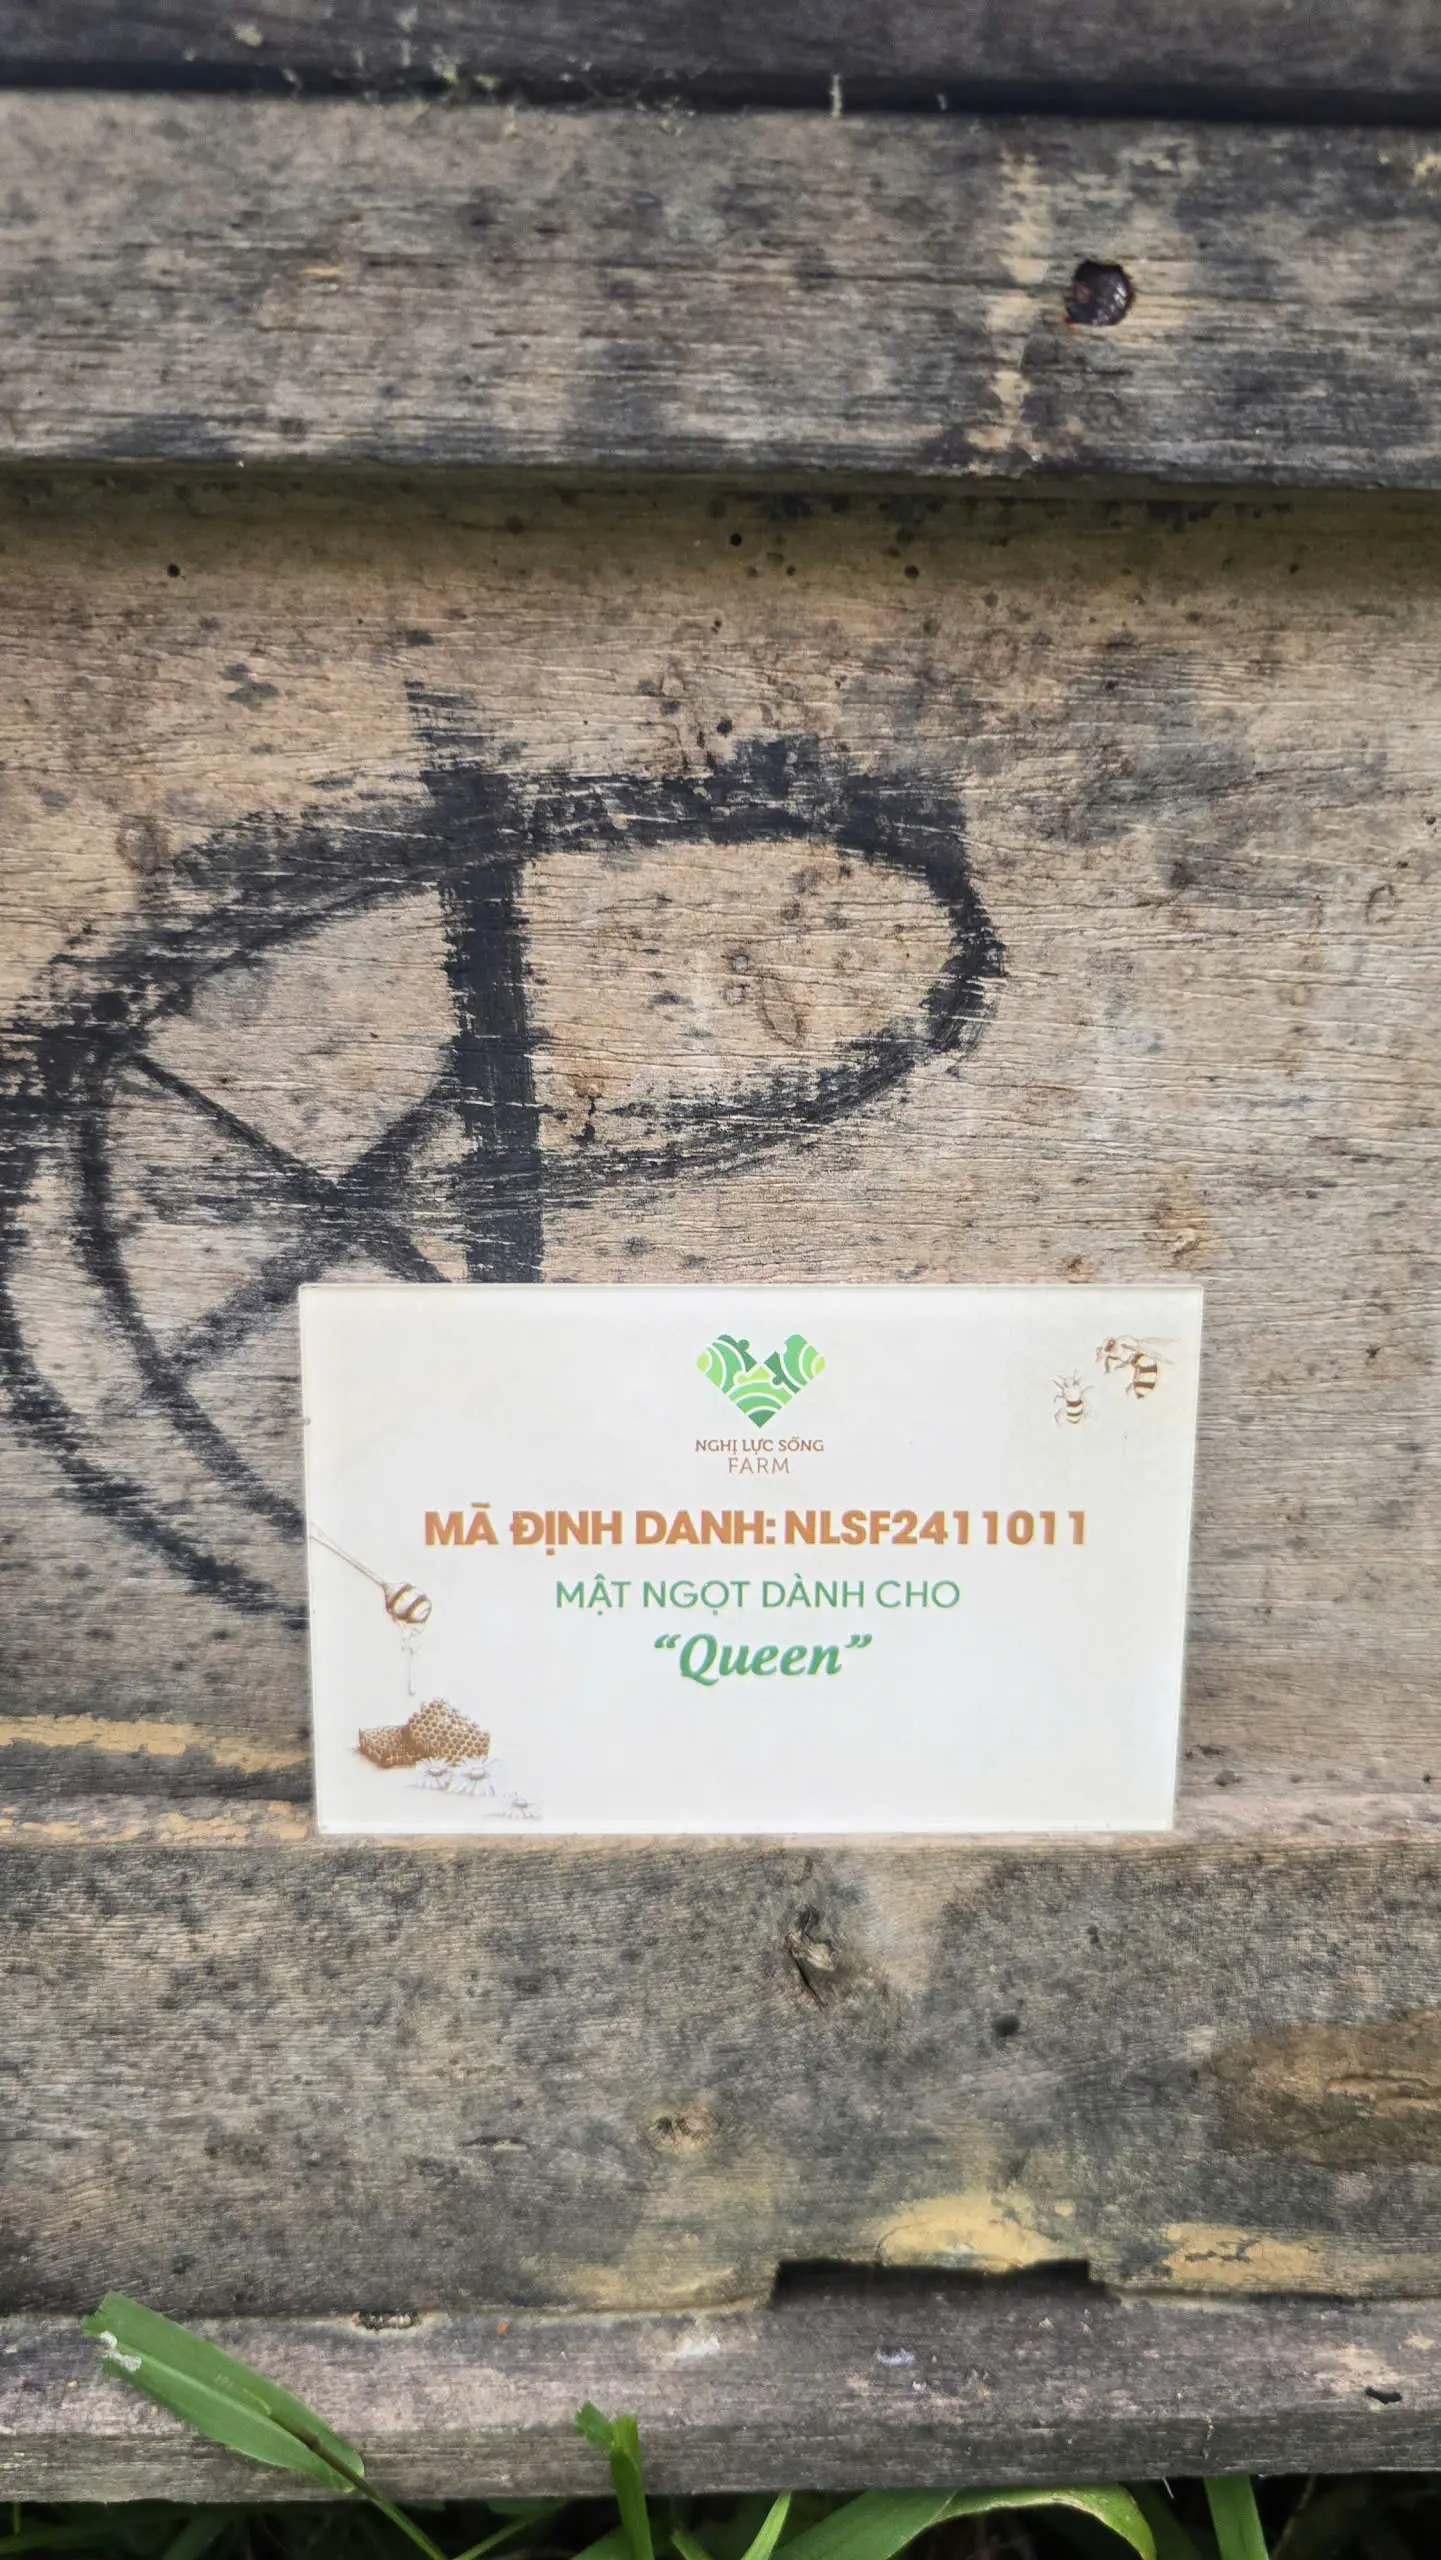 NGHỊ LỰC SỐNG
FARM
MÃ ĐỊNH DANH: NLSF2411011
MẬT NGỌT DÀNH CHO
“Queen”